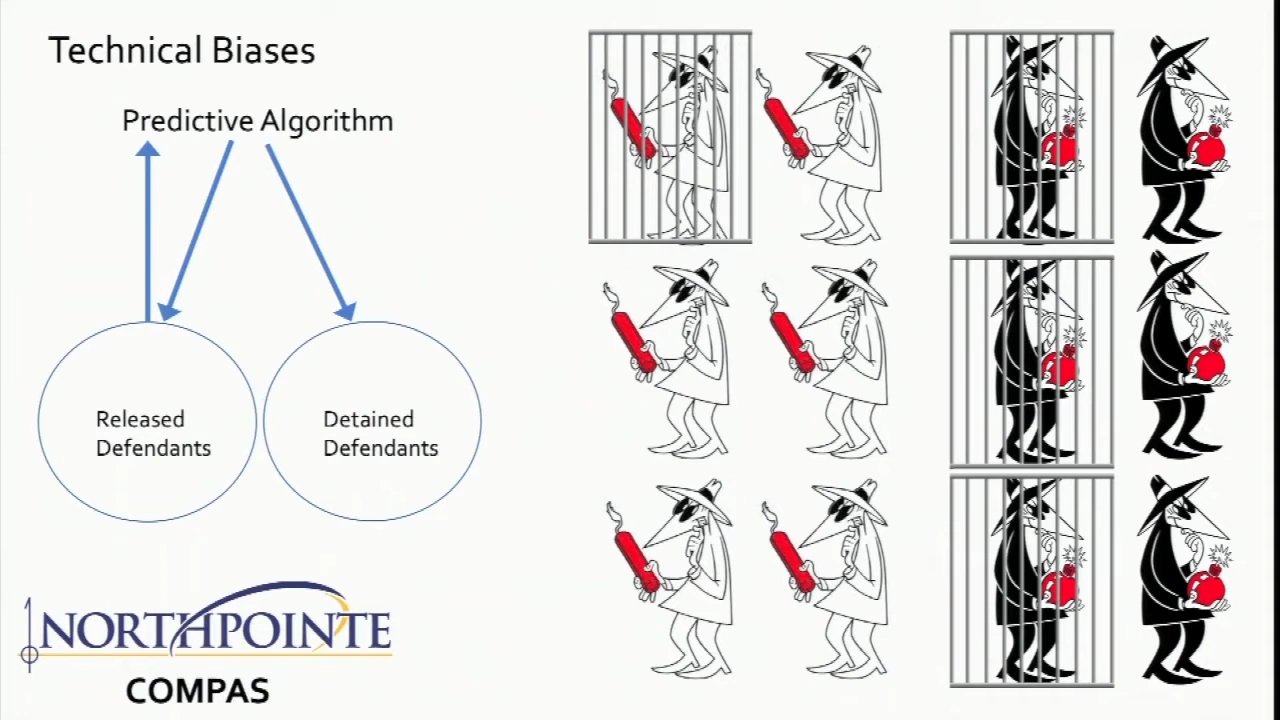 Technical Biases
Predictive Algorithm
Released
Defendants
Detained
Defendants
NORTHPOINTE
COMPAS